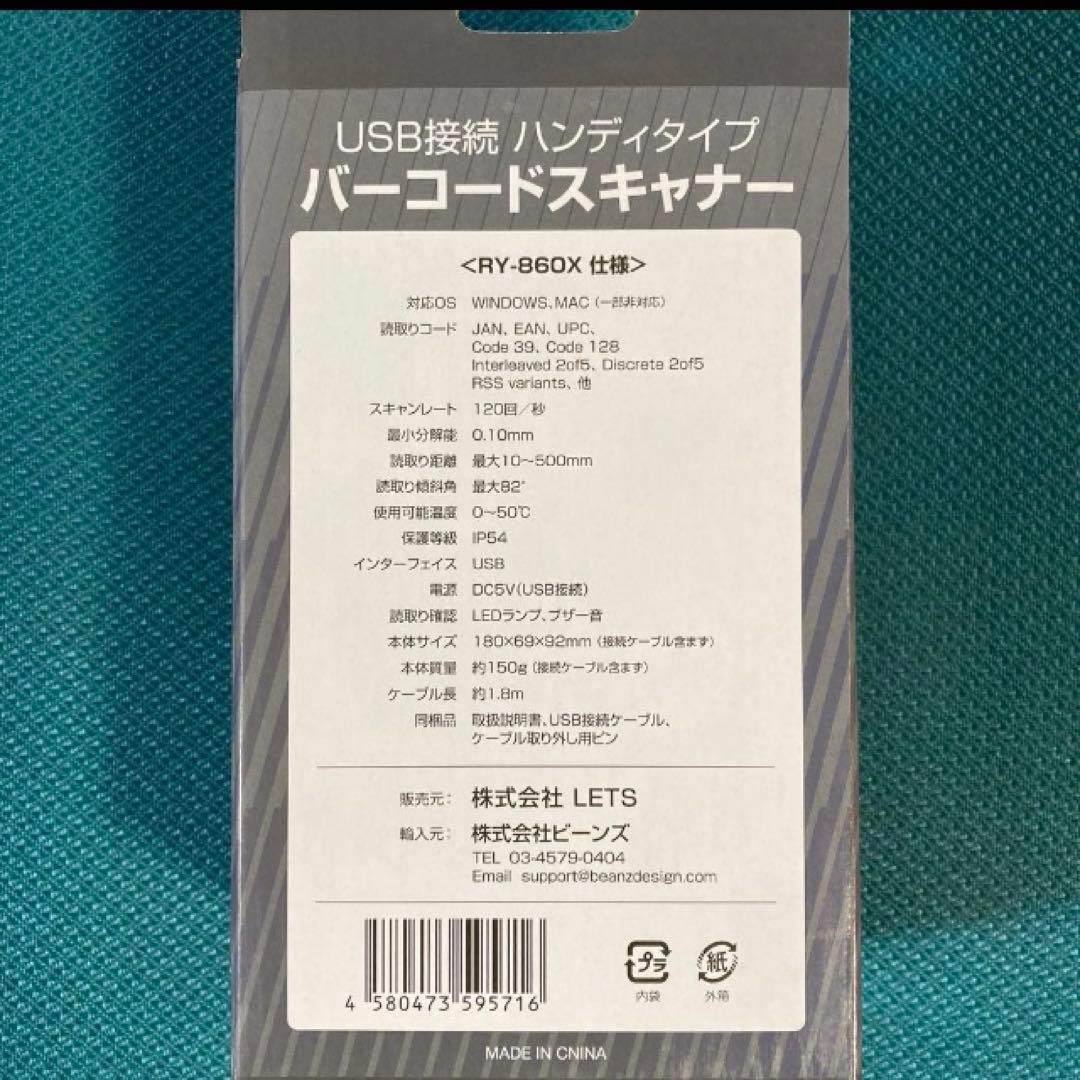 USB接続 ハンディタイプ
バーコードスキャナー
<RY-860X 仕様>
対応OS WINDOWS、MAC（一部非対応）
読取りコード JAN、EAN、UPC、
Code 39、Code 128
Interleaved 2of5、Discrete 2of5
RSS variants、他
スキャンレート 120回／秒
最小分解能 0.10mm
読取り距離 最大10～500mm
読取り傾斜角 最大82°
使用可能温度 0～50℃
保護等級 IP54
インターフェイス USB
電源 DC5V（USB接続）
読取り確認 LEDランプ、ブザー音
本体サイズ 180×69×92mm（接続ケーブル含まず）
本体質量 約150g（接続ケーブル含まず）
ケーブル長 約1.8m
同梱品 取扱説明書、USB接続ケーブル、
ケーブル取り外し用ピン
販売元： 株式会社 LETS
輸入元： 株式会社ビーンズ
TEL 03-4579-0404
Email support@beanzdesign.com
4 580473 595716
プラ 紙
内袋 外箱
MADE IN CNINA